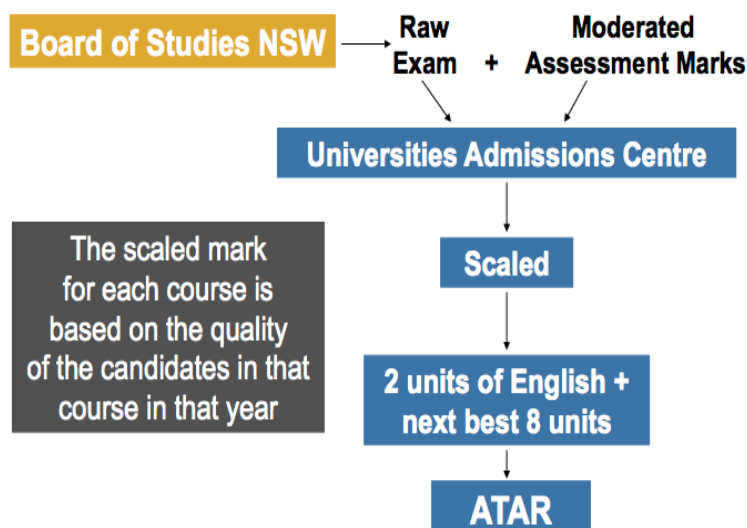 Board of Studies NSW
Raw
Exam
+
Moderated
Assessment Marks
Universities Admissions Centre
The scaled mark
for each course is
based on the quality
of the candidates in that
course in that year
Scaled
2 units of English +
next best 8 units
ATAR